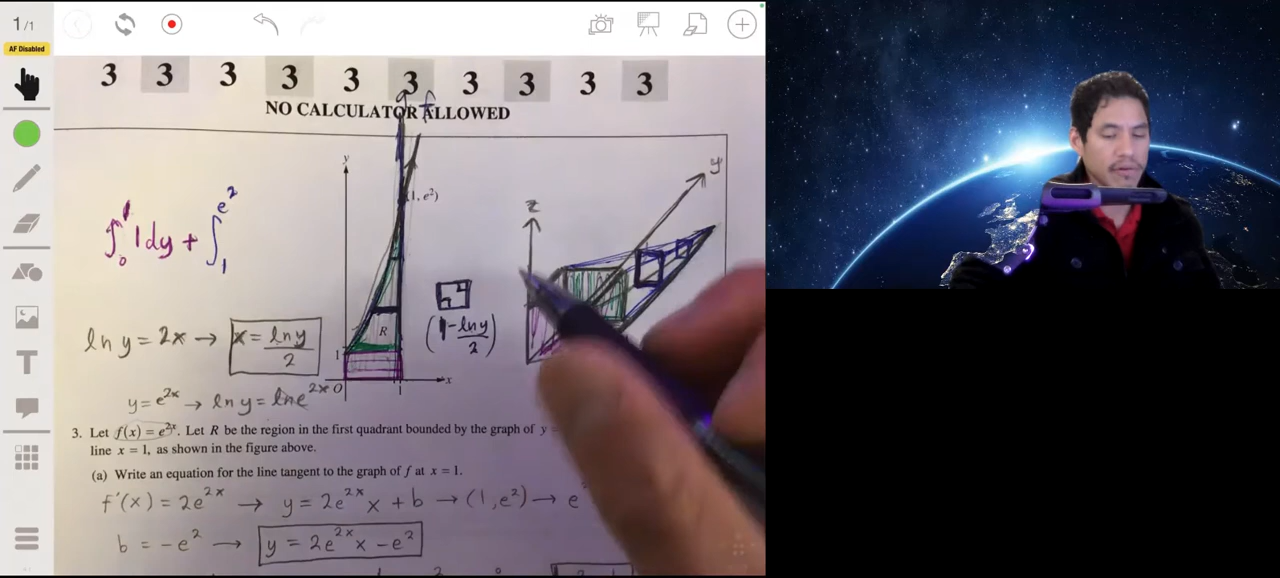 1/1
AF Disabled
3 3 3 3 3 3 3 3 3 3
NO CALCULATOR ALLOWED
f
y
(1, e²)
z
y
∫₀¹ 1dy + ∫₁^{e²}
R
(1 - ln y / 2)
1
ln y = 2x → x = ln y / 2
O 1 x
y = e^{2x} → ln y = lne^{2x}
3. Let f(x) = e^{2x}. Let R be the region in the first quadrant bounded by the graph of y =
line x = 1, as shown in the figure above.
(a) Write an equation for the line tangent to the graph of f at x = 1.
f'(x) = 2e^{2x} → y = 2e^{2x} x + b → (1, e²) → e²
b = -e² → y = 2e^{2x} x - e²
T